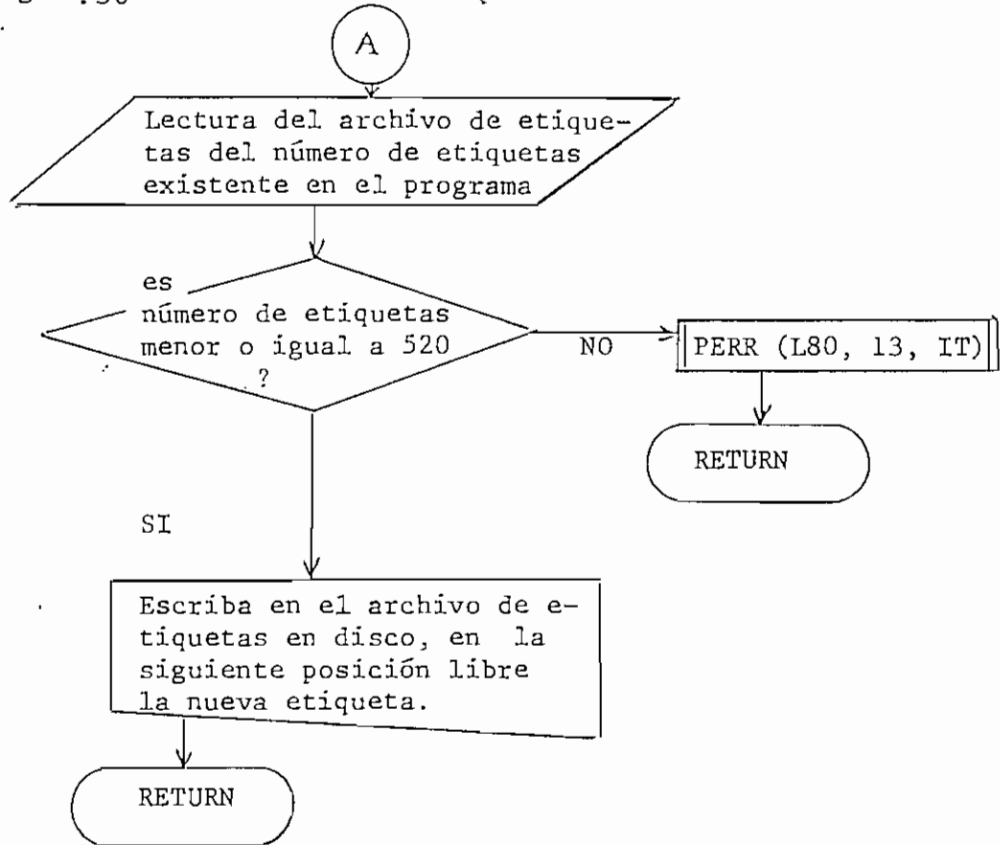 .30
A
Lectura del archivo de etique-
tas del número de etiquetas
existente en el programa
es
número de etiquetas
menor o igual a 520
?
NO
PERR (L80, 13, IT)
RETURN
SI
Escriba en el archivo de e-
tiquetas en disco, en la
siguiente posición libre
la nueva etiqueta.
RETURN